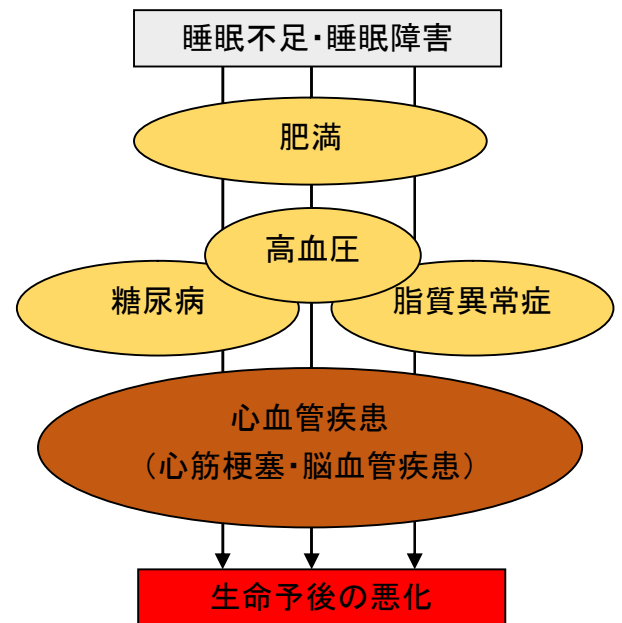 睡眠不足・睡眠障害
肥満
高血圧
糖尿病
脂質異常症
心血管疾患
（心筋梗塞・脳血管疾患）
生命予後の悪化